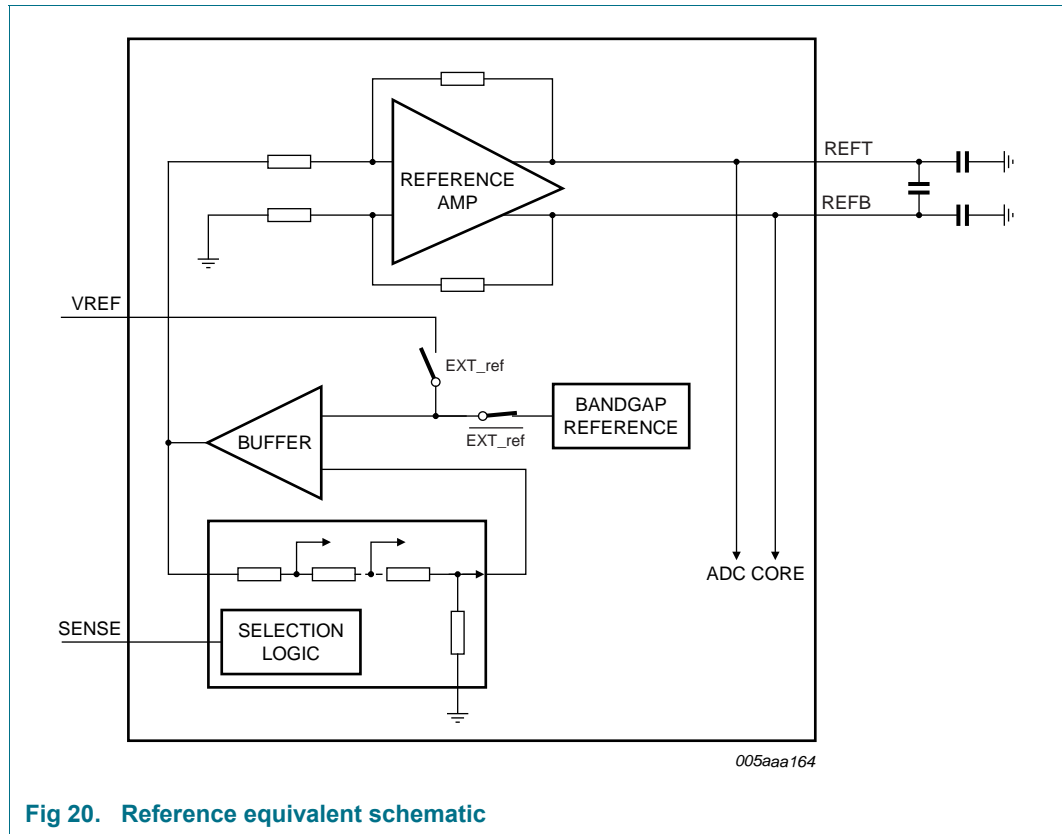 REFERENCE
AMP
REFT
REFB
VREF
EXT_ref
BANDGAP
REFERENCE
EXT_ref
BUFFER
ADC CORE
SENSE
SELECTION
LOGIC
005aaa164
Fig 20. Reference equivalent schematic